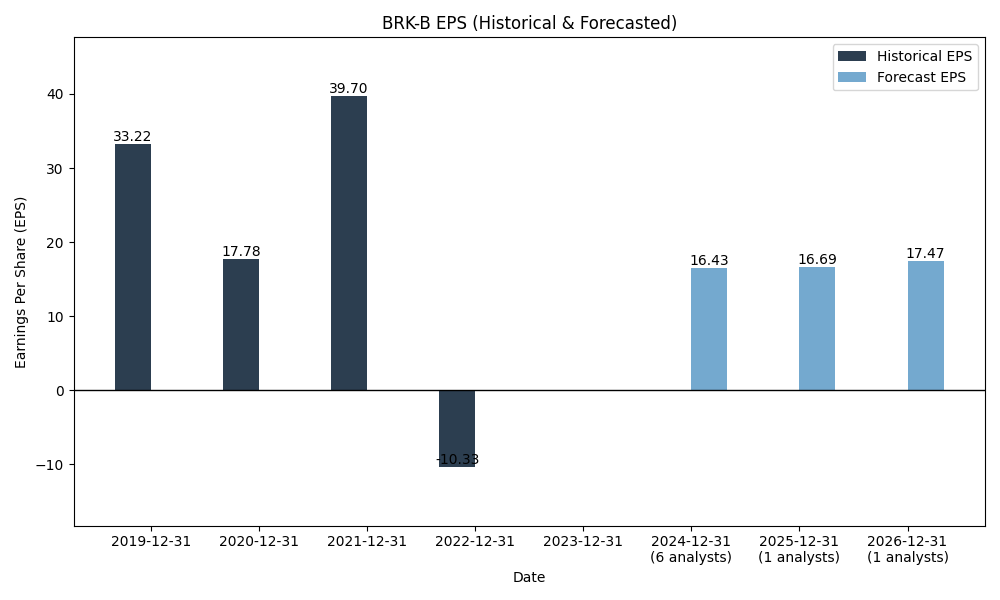 BRK-B EPS (Historical & Forecasted)
Historical EPS
Forecast EPS
Earnings Per Share (EPS)
40
30
20
10
0
−10
33.22
17.78
39.70
-10.33
16.43
16.69
17.47
2019-12-31
2020-12-31
2021-12-31
2022-12-31
2023-12-31
2024-12-31
(6 analysts)
2025-12-31
(1 analysts)
2026-12-31
(1 analysts)
Date